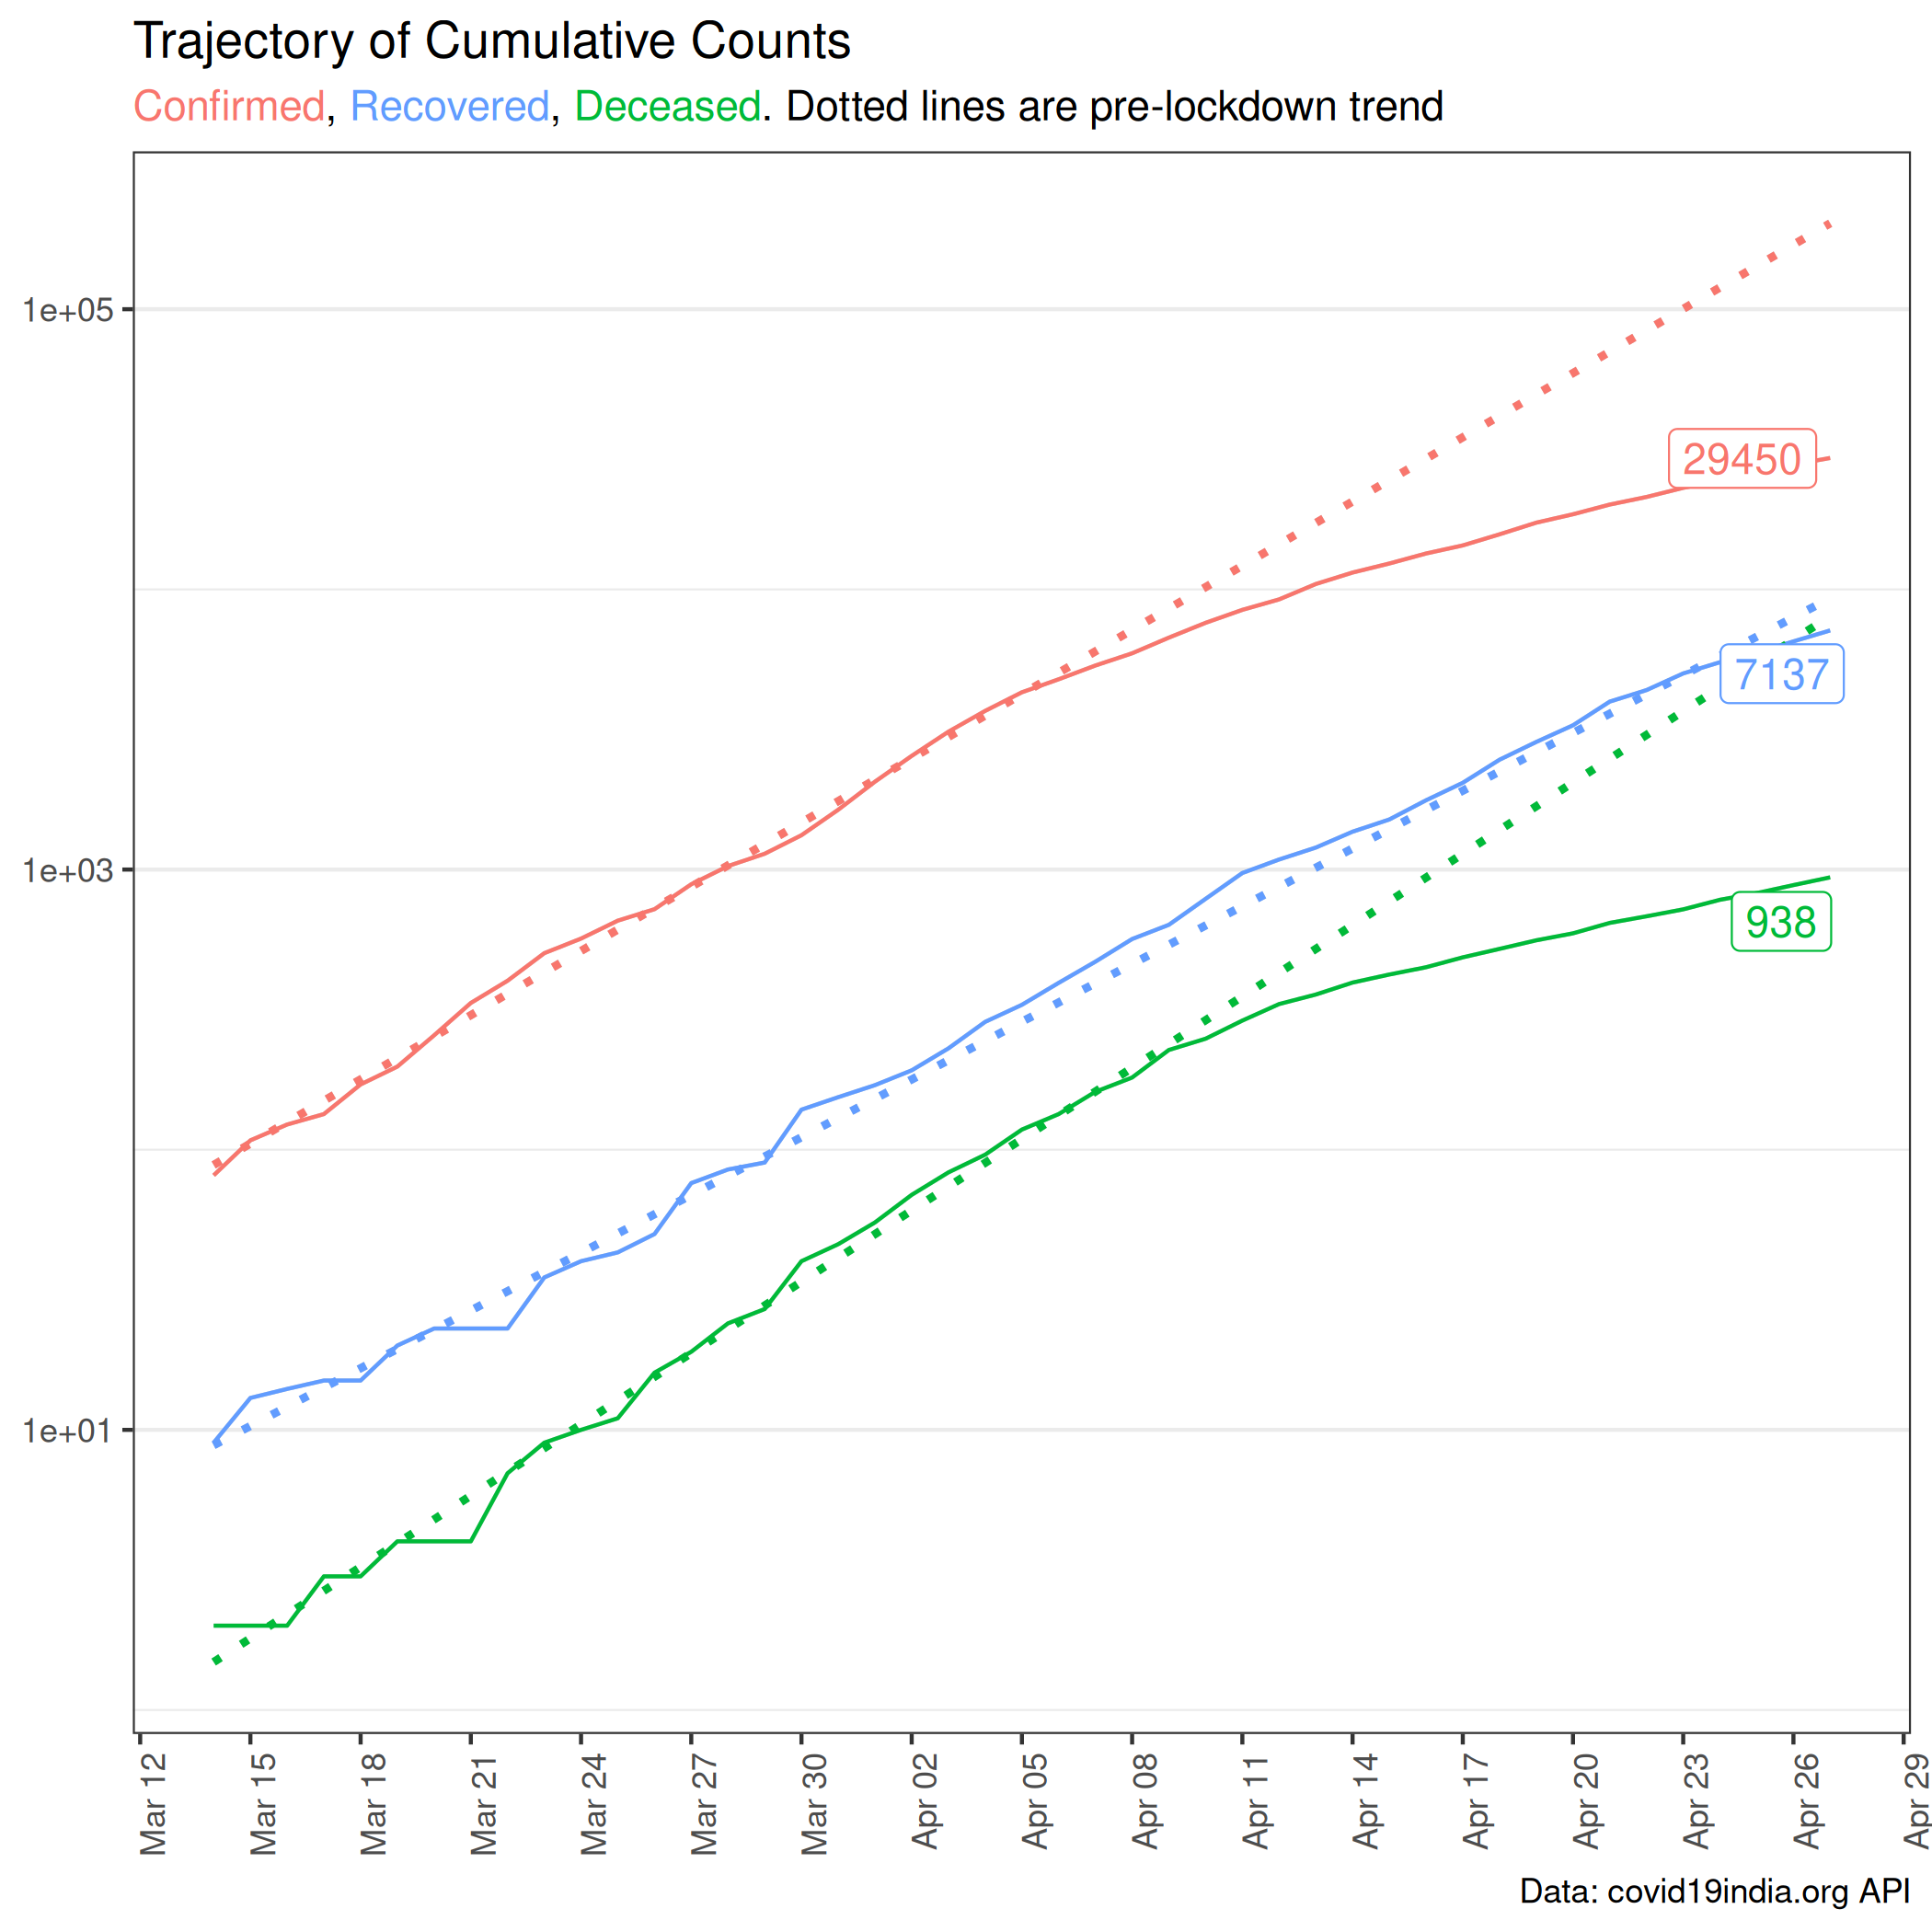 Trajectory of Cumulative Counts
Confirmed, Recovered, Deceased. Dotted lines are pre-lockdown trend
1e+05
29450
7137
1e+03
938
1e+01
Mar 12
Mar 15
Mar 18
Mar 21
Mar 24
Mar 27
Mar 30
Apr 02
Apr 05
Apr 08
Apr 11
Apr 14
Apr 17
Apr 20
Apr 23
Apr 26
Apr 29
Data: covid19india.org API